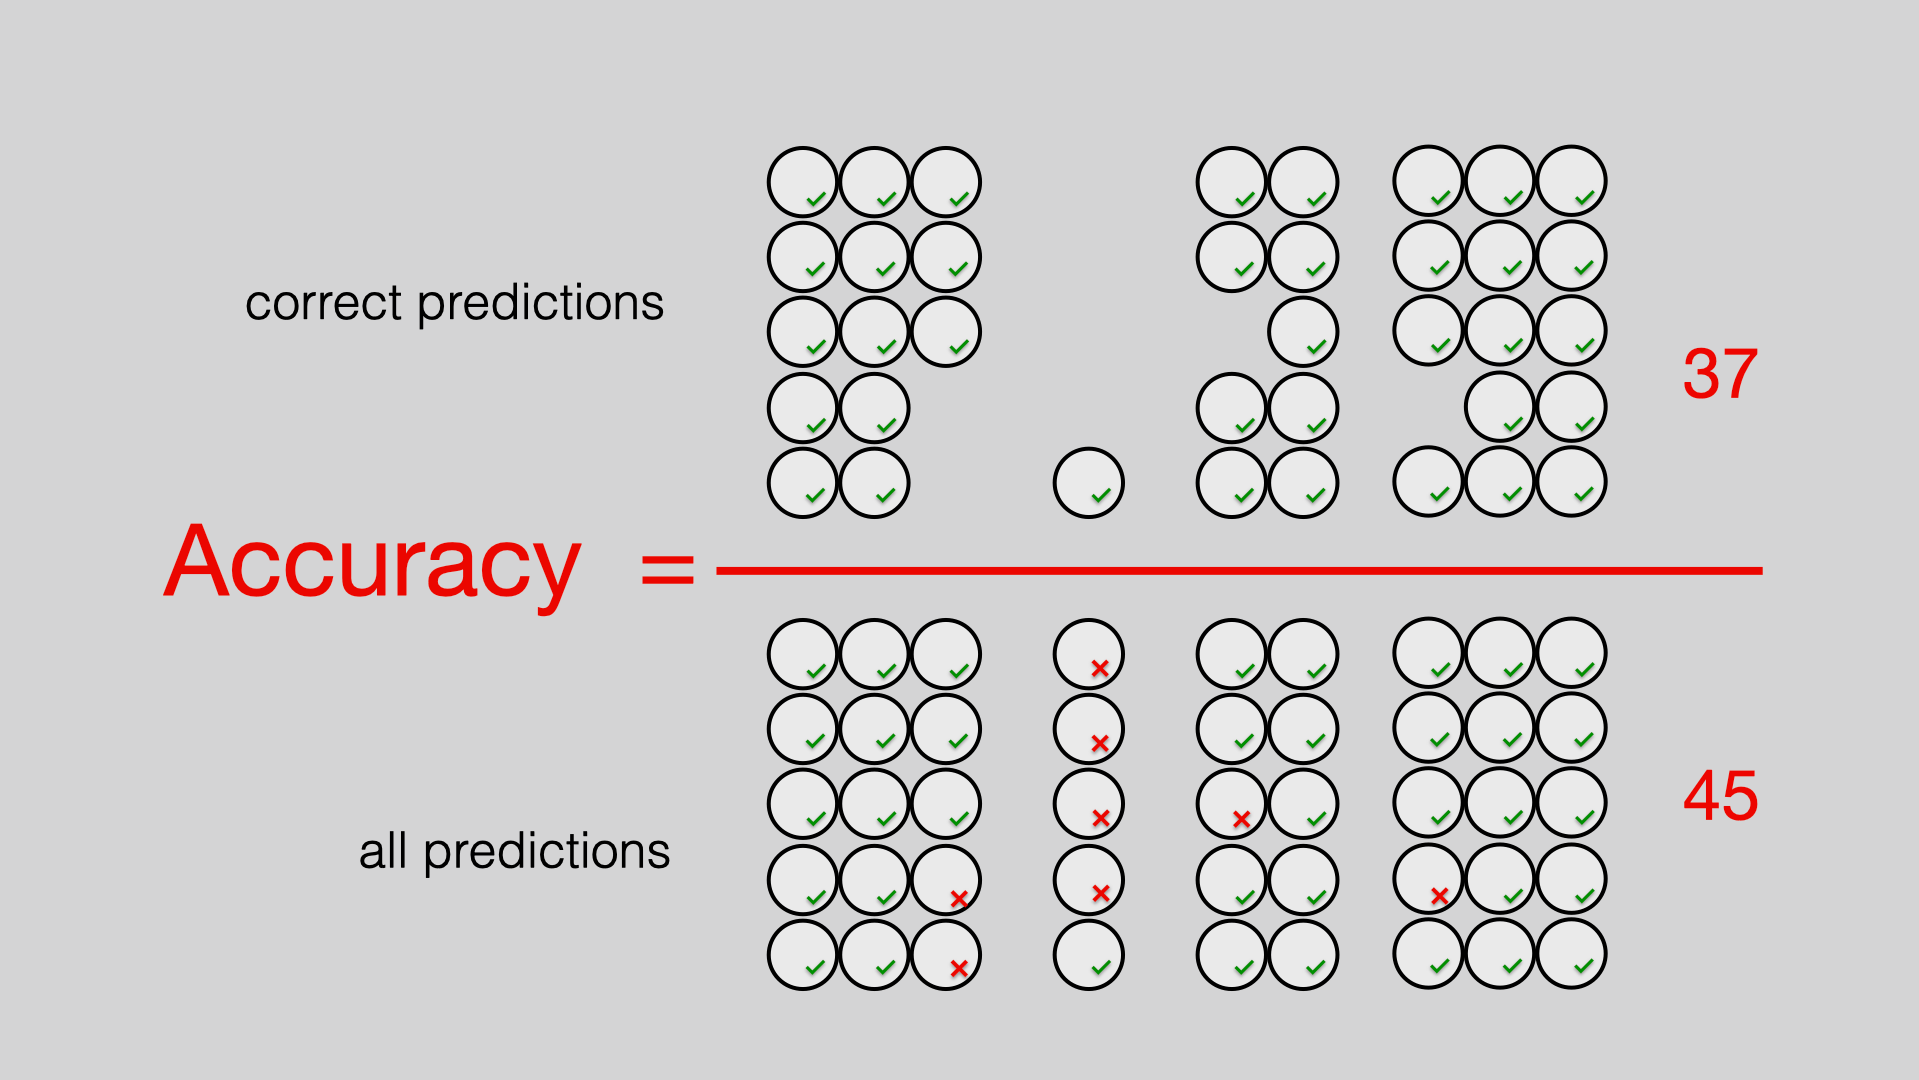 correct predictions
37
Accuracy =
all predictions
45